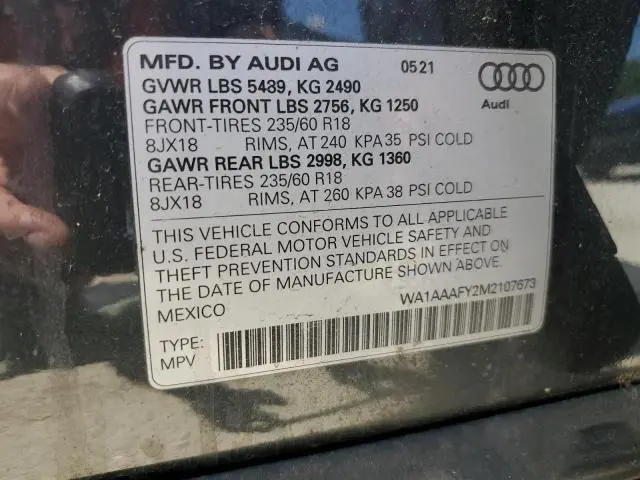 MFD. BY AUDI AG 05 21
GVWR LBS 5489, KG 2490
GAWR FRONT LBS 2756, KG 1250
FRONT-TIRES 235/60 R18
8JX18 RIMS, AT 240 KPA 35 PSI COLD
GAWR REAR LBS 2998, KG 1360
REAR-TIRES 235/60 R18
8JX18 RIMS, AT 260 KPA 38 PSI COLD
Audi
THIS VEHICLE CONFORMS TO ALL APPLICABLE
U.S. FEDERAL MOTOR VEHICLE SAFETY AND
THEFT PREVENTION STANDARDS IN EFFECT ON
THE DATE OF MANUFACTURE SHOWN ABOVE.
MEXICO WA1AAAFY2M2107673
TYPE:
MPV